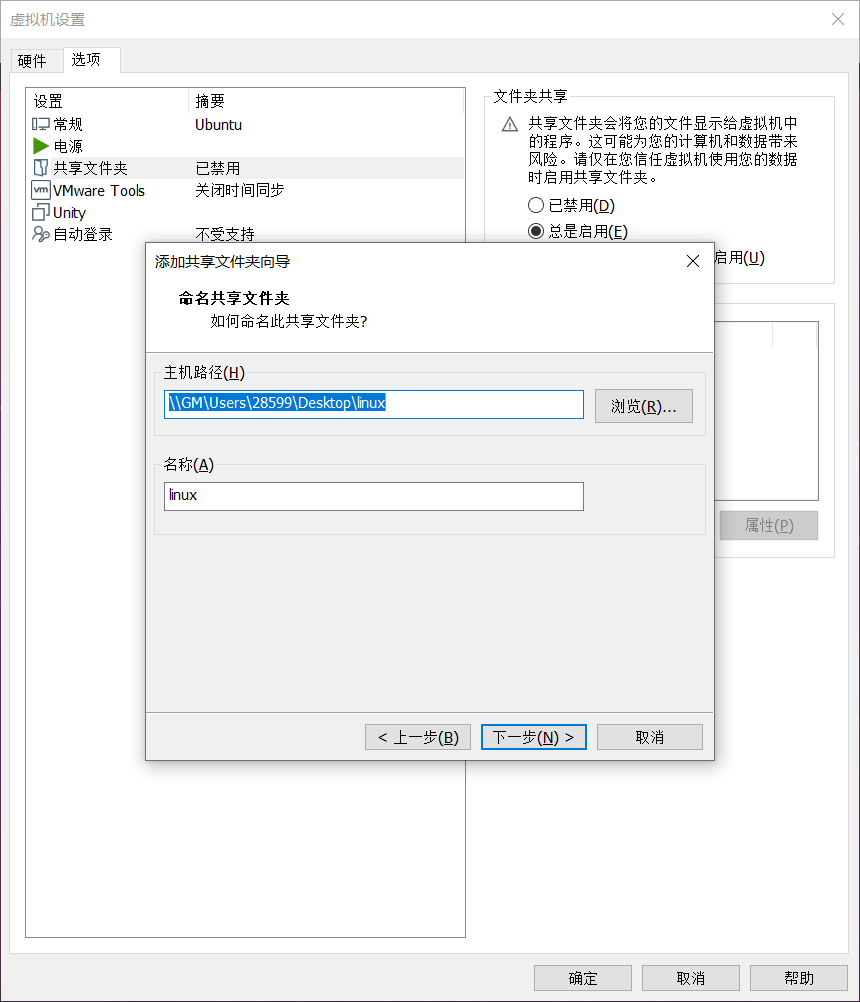 虚拟机设置
硬件 选项
设置 摘要
常规 Ubuntu
电源
共享文件夹 已禁用
vm VMware Tools 关闭时间同步
Unity
自动登录 不受支持
文件夹共享
共享文件夹会将您的文件显示给虚拟机中
的程序。这可能为您的计算机和数据带来
风险。请仅在您信任虚拟机使用您的数据
时启用共享文件夹。
已禁用(D)
总是启用(E)
启用(U)
属性(P)
添加共享文件夹向导
命名共享文件夹
如何命名此共享文件夹?
主机路径(H)
\\GM\Users\28599\Desktop\linux
浏览(R)...
名称(A)
linux
< 上一步(B) 下一步(N) > 取消
确定 取消 帮助